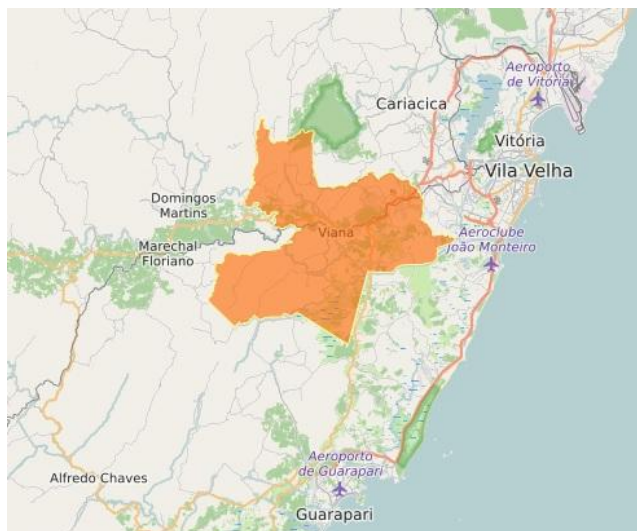 Aeroporto
de Vitória
Cariacica
Vitória
Vila Velha
Domingos
Martins
Viana
Aeroclube
João Monteiro
Marechal
Floriano
Aeroporto
de Guarapari
Alfredo Chaves
Guarapari